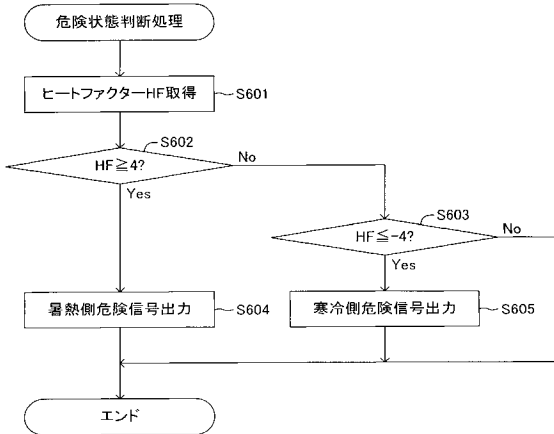 危険状態判断処理
ヒートファクターHF取得
S601
S602
HF≧4?
No
Yes
S603
HF≦-4?
No
Yes
暑熱側危険信号出力
S604
寒冷側危険信号出力
S605
エンド